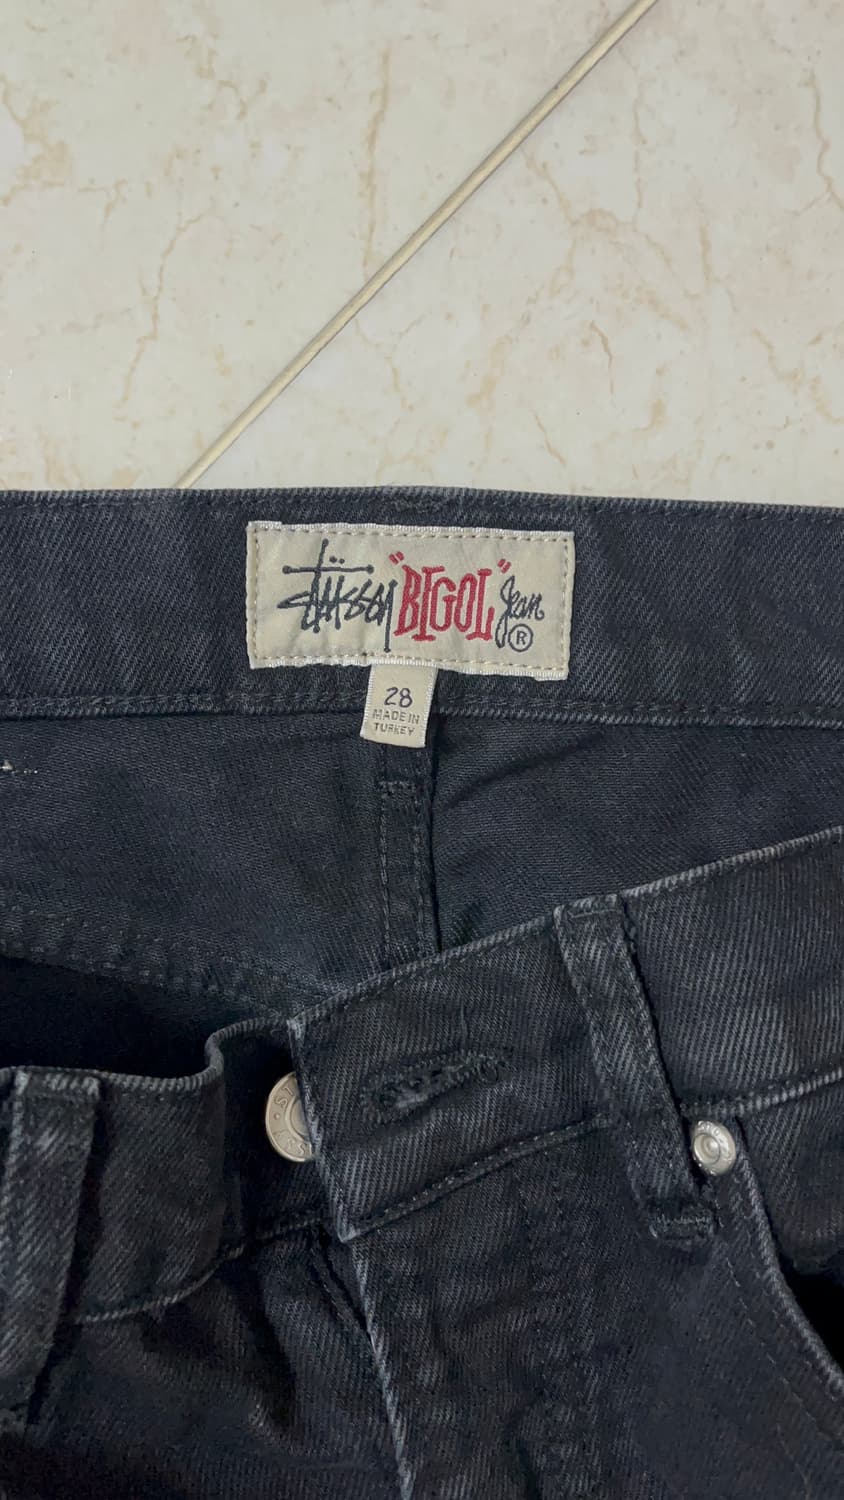 Stüssy "BIGOL" Jean ®
28
MADE IN
TURKEY